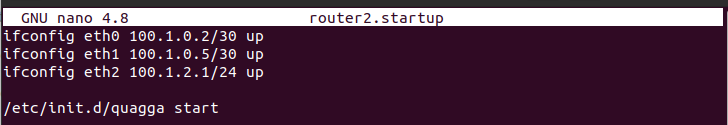 GNU nano 4.8 router2.startup
ifconfig eth0 100.1.0.2/30 up
ifconfig eth1 100.1.0.5/30 up
ifconfig eth2 100.1.2.1/24 up
/etc/init.d/quagga start